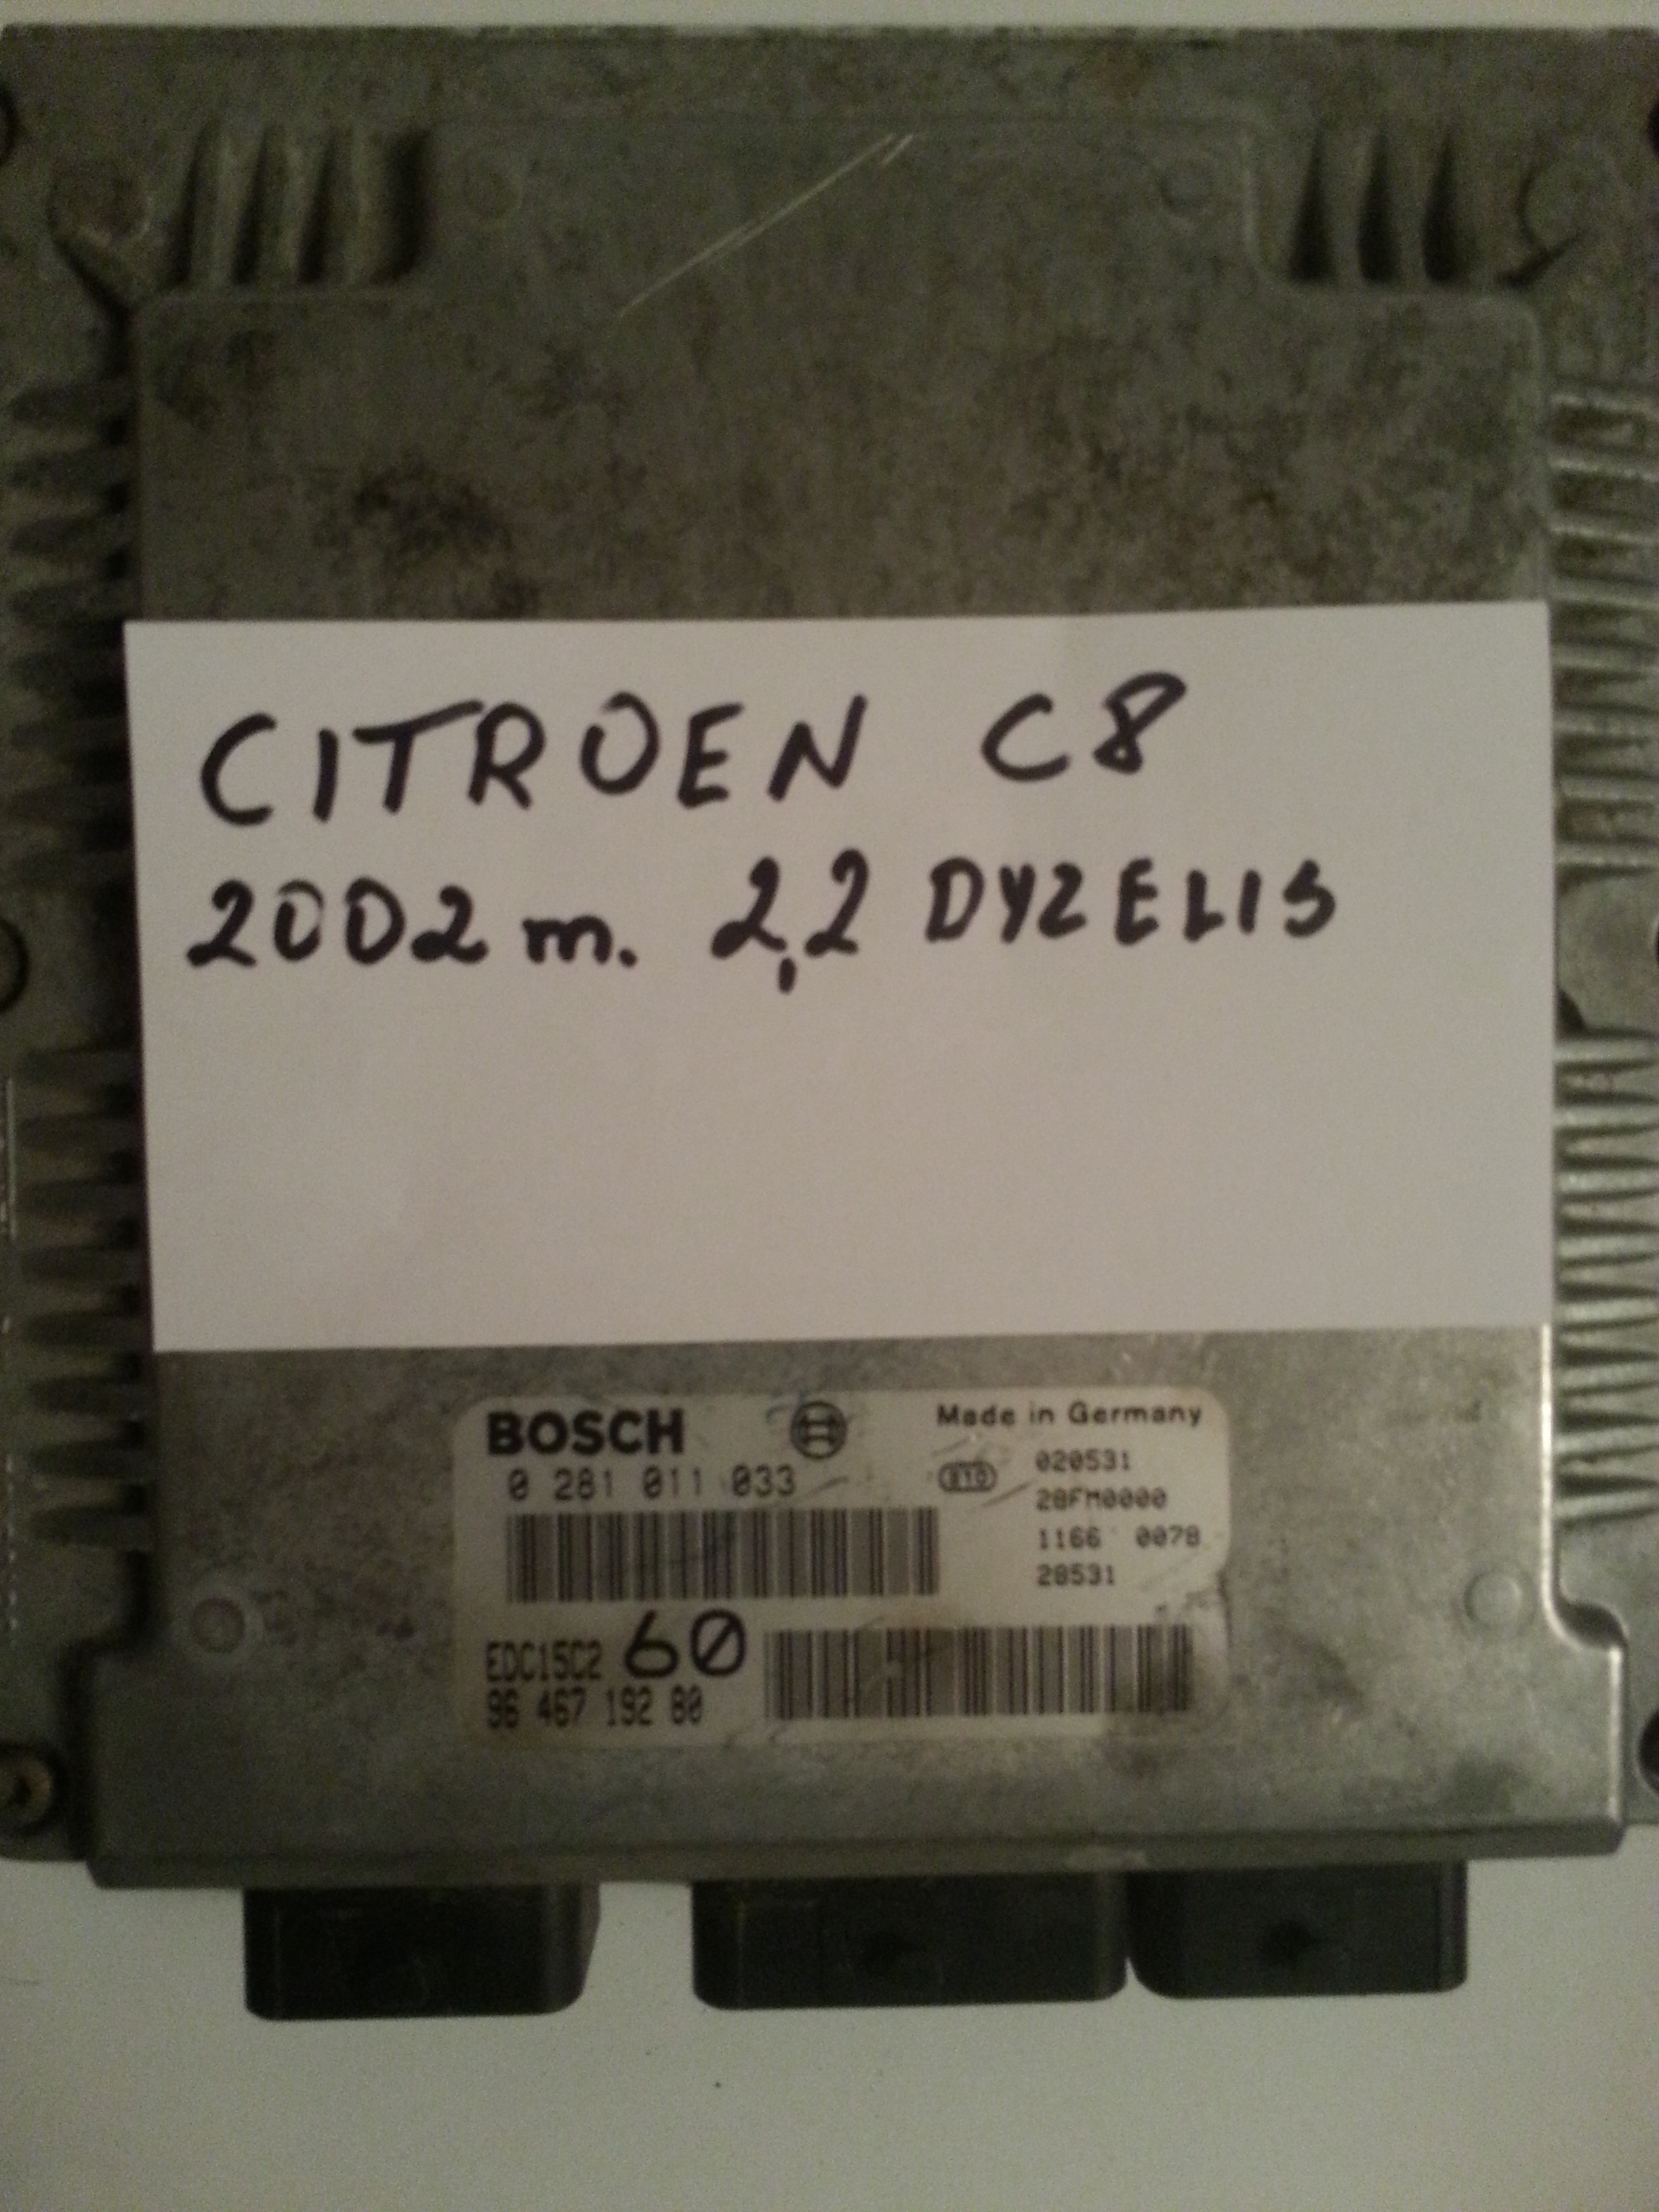 CITROEN C8
2002 m. 2,2 DYZELIS
BOSCH
Made in Germany
0 281 011 033
020531
28FM0000
1166 0078
28531
EDC15C2 60
96 467 192 80